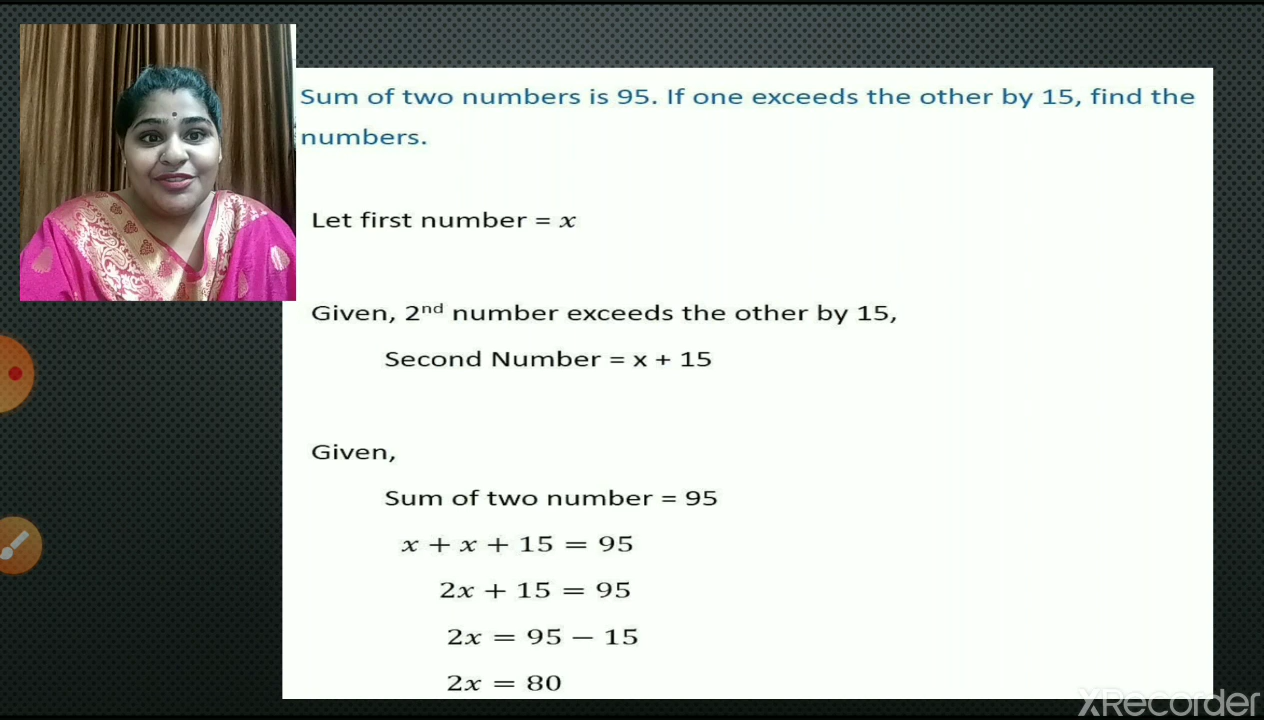 Sum of two numbers is 95. If one exceeds the other by 15, find the
numbers.
Let first number = x
Given, 2nd number exceeds the other by 15,
Second Number = x + 15
Given,
Sum of two number = 95
x + x + 15 = 95
2x + 15 = 95
2x = 95 − 15
2x = 80
XRecorder